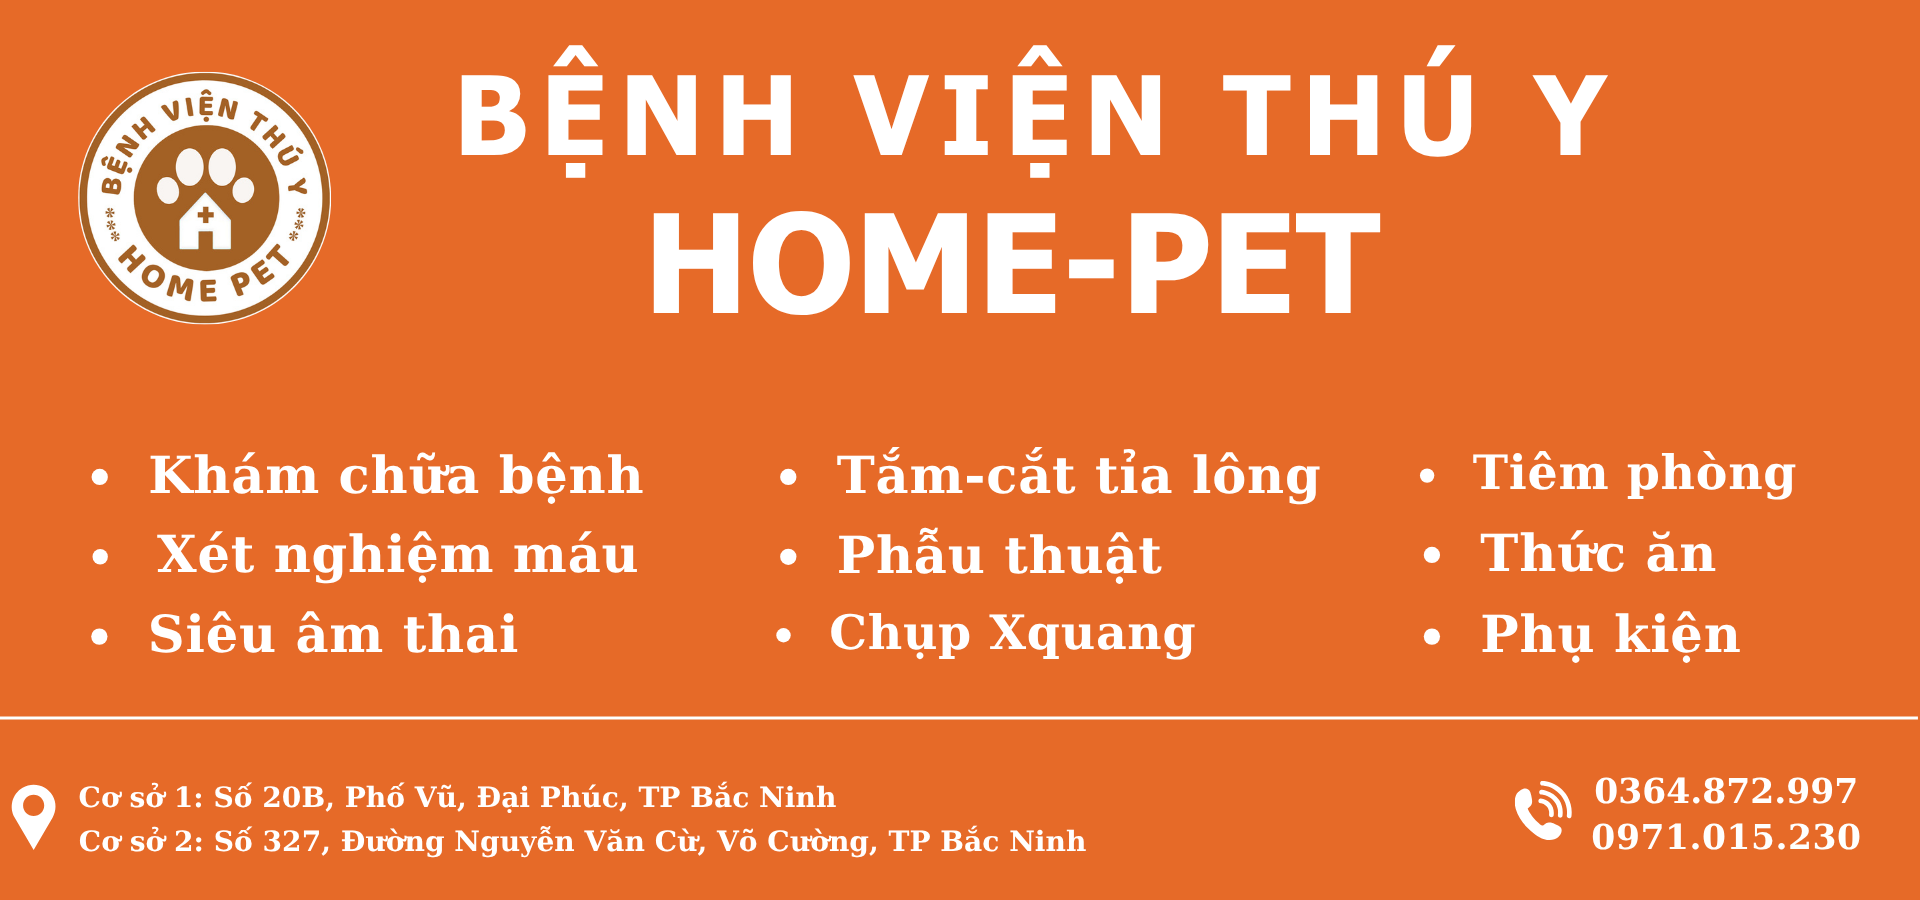 BỆNH VIỆN THÚ Y
HOME PET
BỆNH VIỆN THÚ Y
HOME-PET
• Khám chữa bệnh
• Xét nghiệm máu
• Siêu âm thai
• Tắm-cắt tỉa lông
• Phẫu thuật
• Chụp Xquang
• Tiêm phòng
• Thức ăn
• Phụ kiện
Cơ sở 1: Số 20B, Phố Vũ, Đại Phúc, TP Bắc Ninh
Cơ sở 2: Số 327, Đường Nguyễn Văn Cừ, Võ Cường, TP Bắc Ninh
0364.872.997
0971.015.230